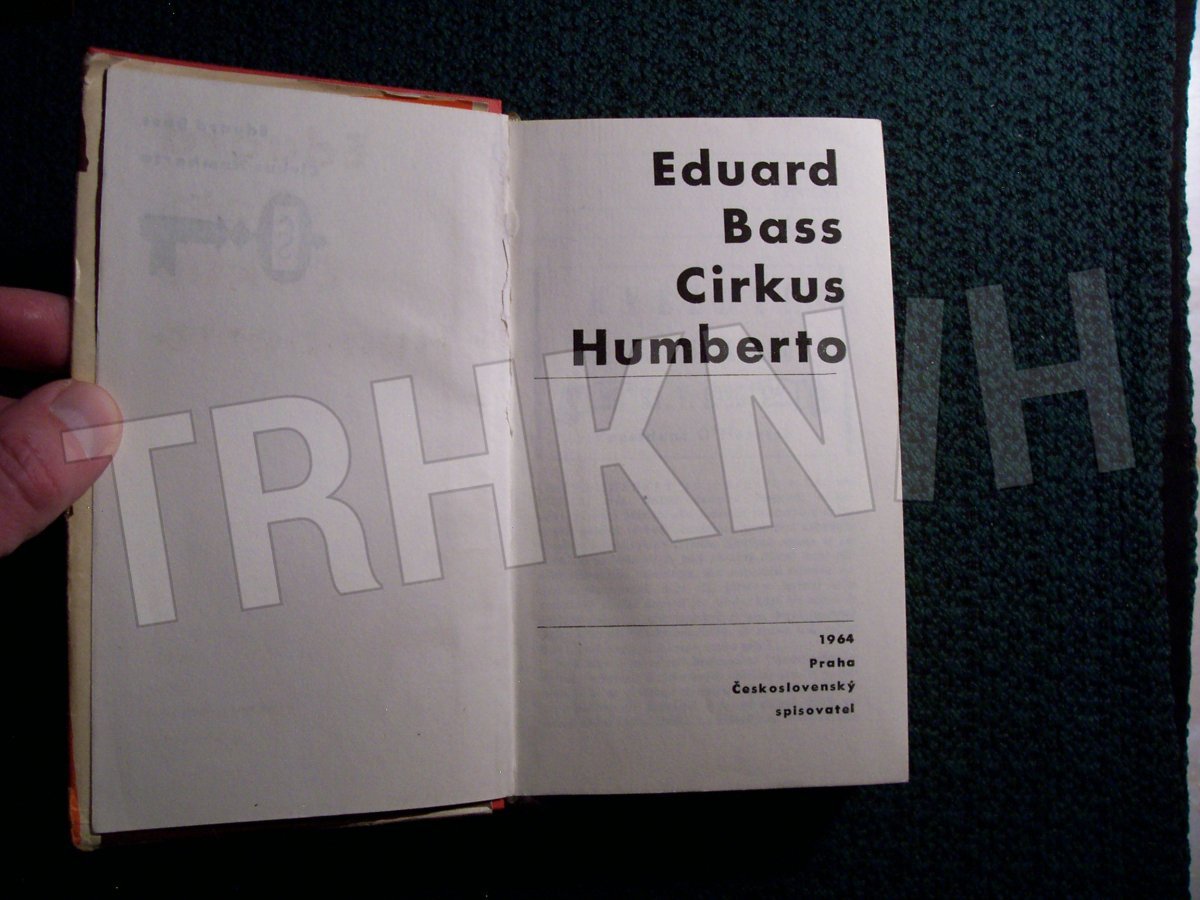 Eduard
Bass
Cirkus
Humberto
TRHKNIH
1964
Praha
Československý
spisovatel